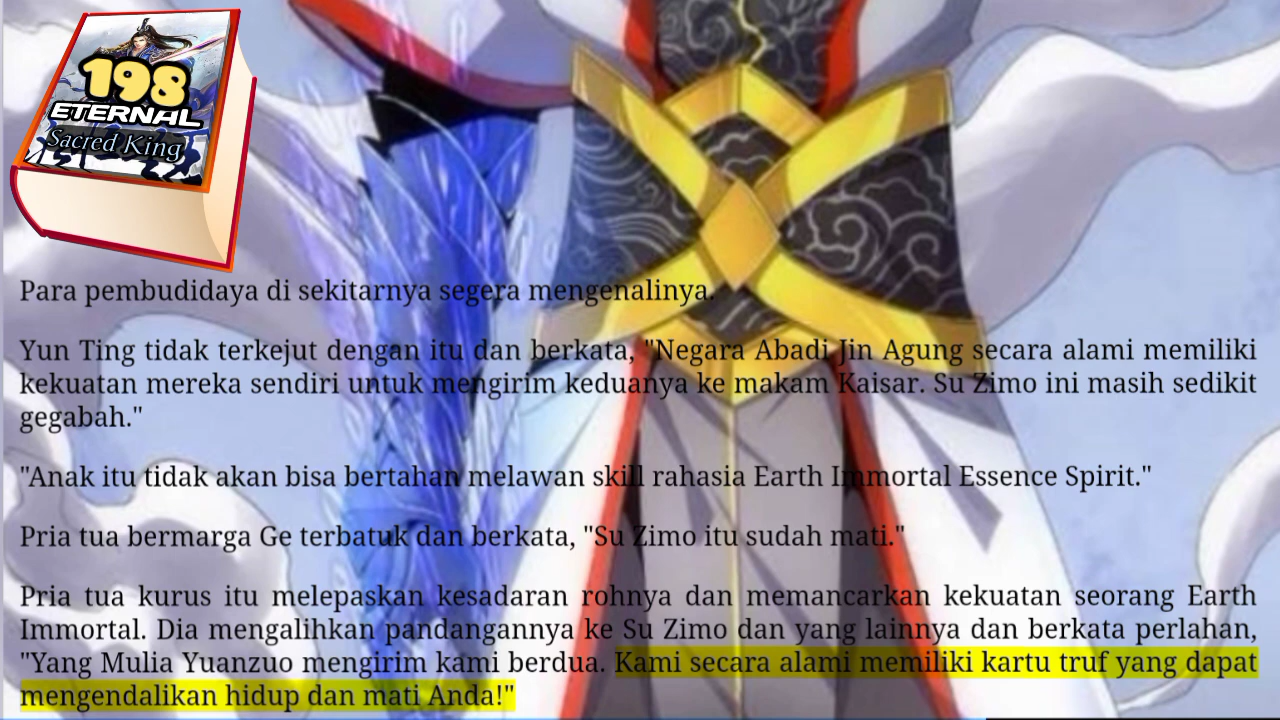 198
ETERNAL
Sacred King
Para pembudidaya di sekitarnya segera mengenalinya.
Yun Ting tidak terkejut dengan itu dan berkata, "Negara Abadi Jin Agung secara alami memiliki
kekuatan mereka sendiri untuk mengirim keduanya ke makam Kaisar. Su Zimo ini masih sedikit
gegabah."
"Anak itu tidak akan bisa bertahan melawan skill rahasia Earth Immortal Essence Spirit."
Pria tua bermarga Ge terbatuk dan berkata, "Su Zimo itu sudah mati."
Pria tua kurus itu melepaskan kesadaran rohnya dan memancarkan kekuatan seorang Earth
Immortal. Dia mengalihkan pandangannya ke Su Zimo dan yang lainnya dan berkata perlahan,
"Yang Mulia Yuanzuo mengirim kami berdua. Kami secara alami memiliki kartu truf yang dapat
mengendalikan hidup dan mati Anda!"